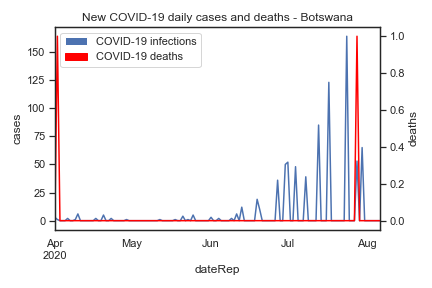 New COVID-19 daily cases and deaths - Botswana
COVID-19 infections
COVID-19 deaths
cases
150
125
100
75
50
25
0
deaths
1.0
0.8
0.6
0.4
0.2
0.0
Apr May Jun Jul Aug
2020
dateRep